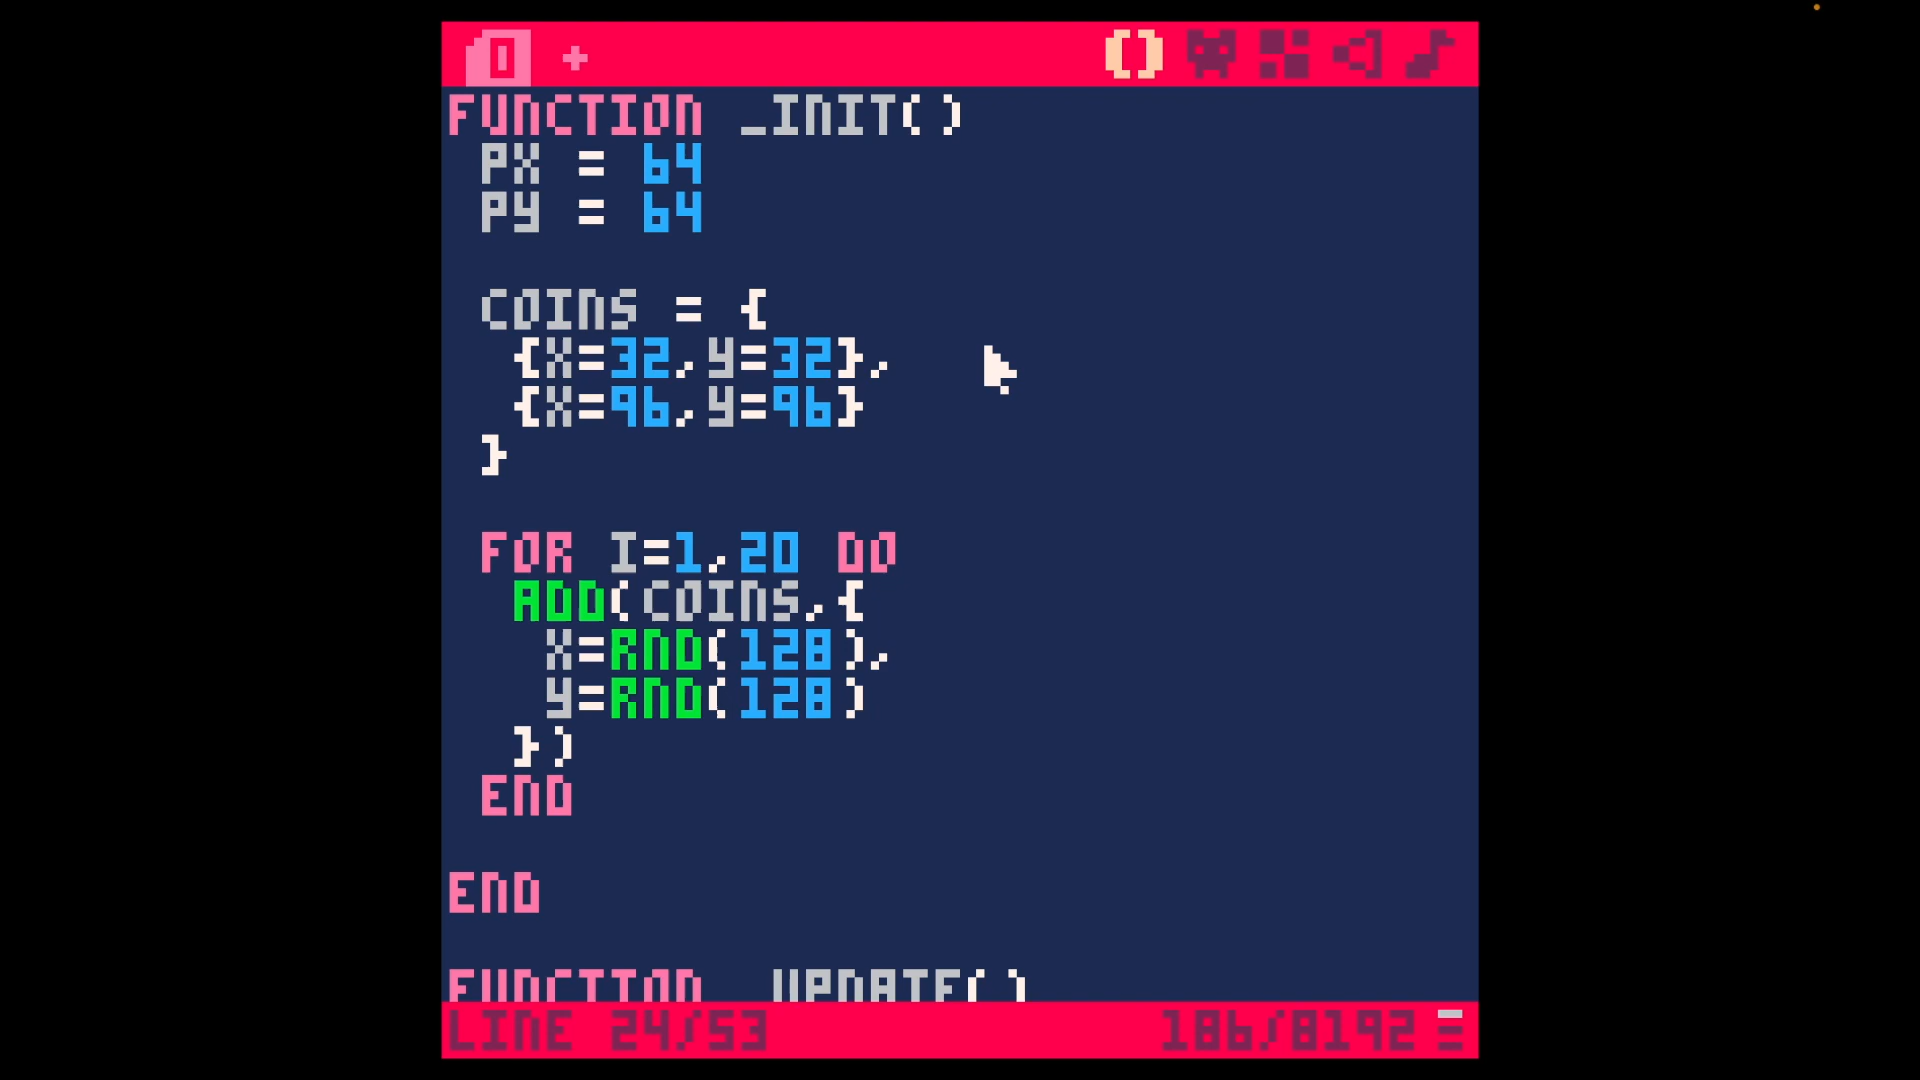 0 +
FUNCTION _INIT()
PX = 64
PY = 64
COINS = {
{X=32,Y=32},
{X=96,Y=96}
}
FOR I=1,20 DO
ADD(COINS,{
X=RND(128),
Y=RND(128)
})
END
END
FUNCTION _UPDATE()
LINE 24/53 186/8192